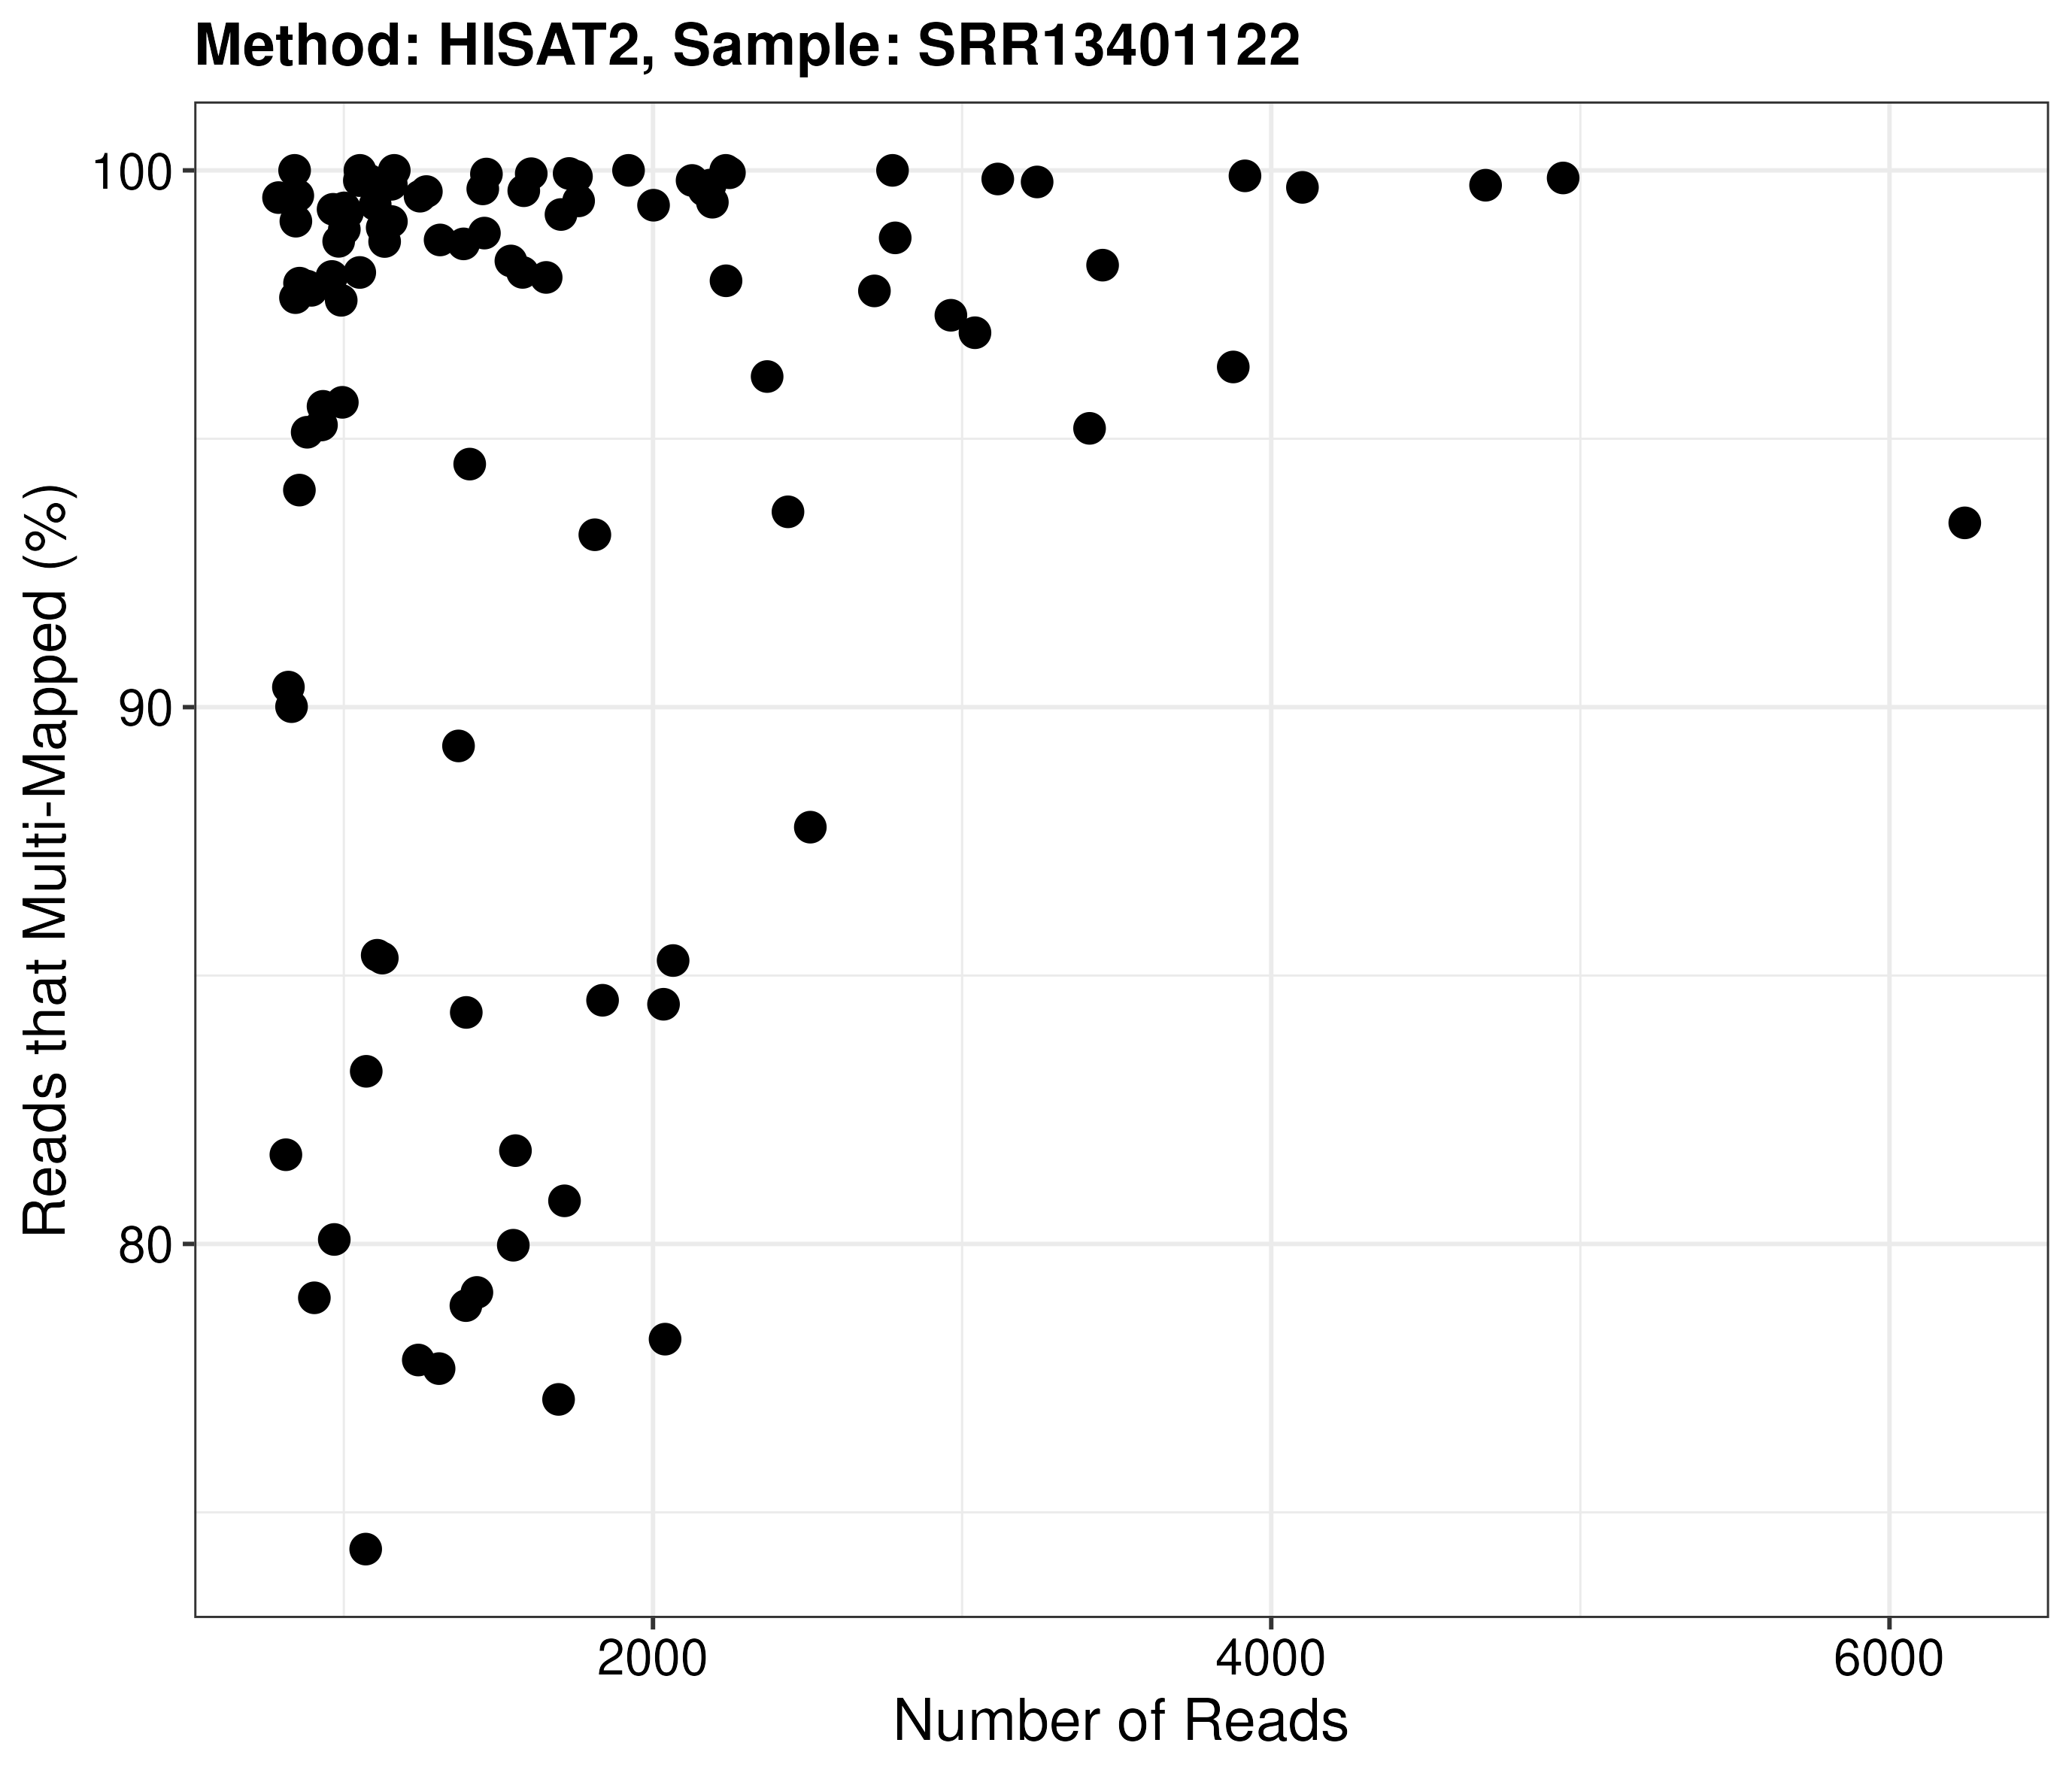 Method: HISAT2, Sample: SRR13401122
Reads that Multi-Mapped (%)
100
90
80
2000
4000
6000
Number of Reads